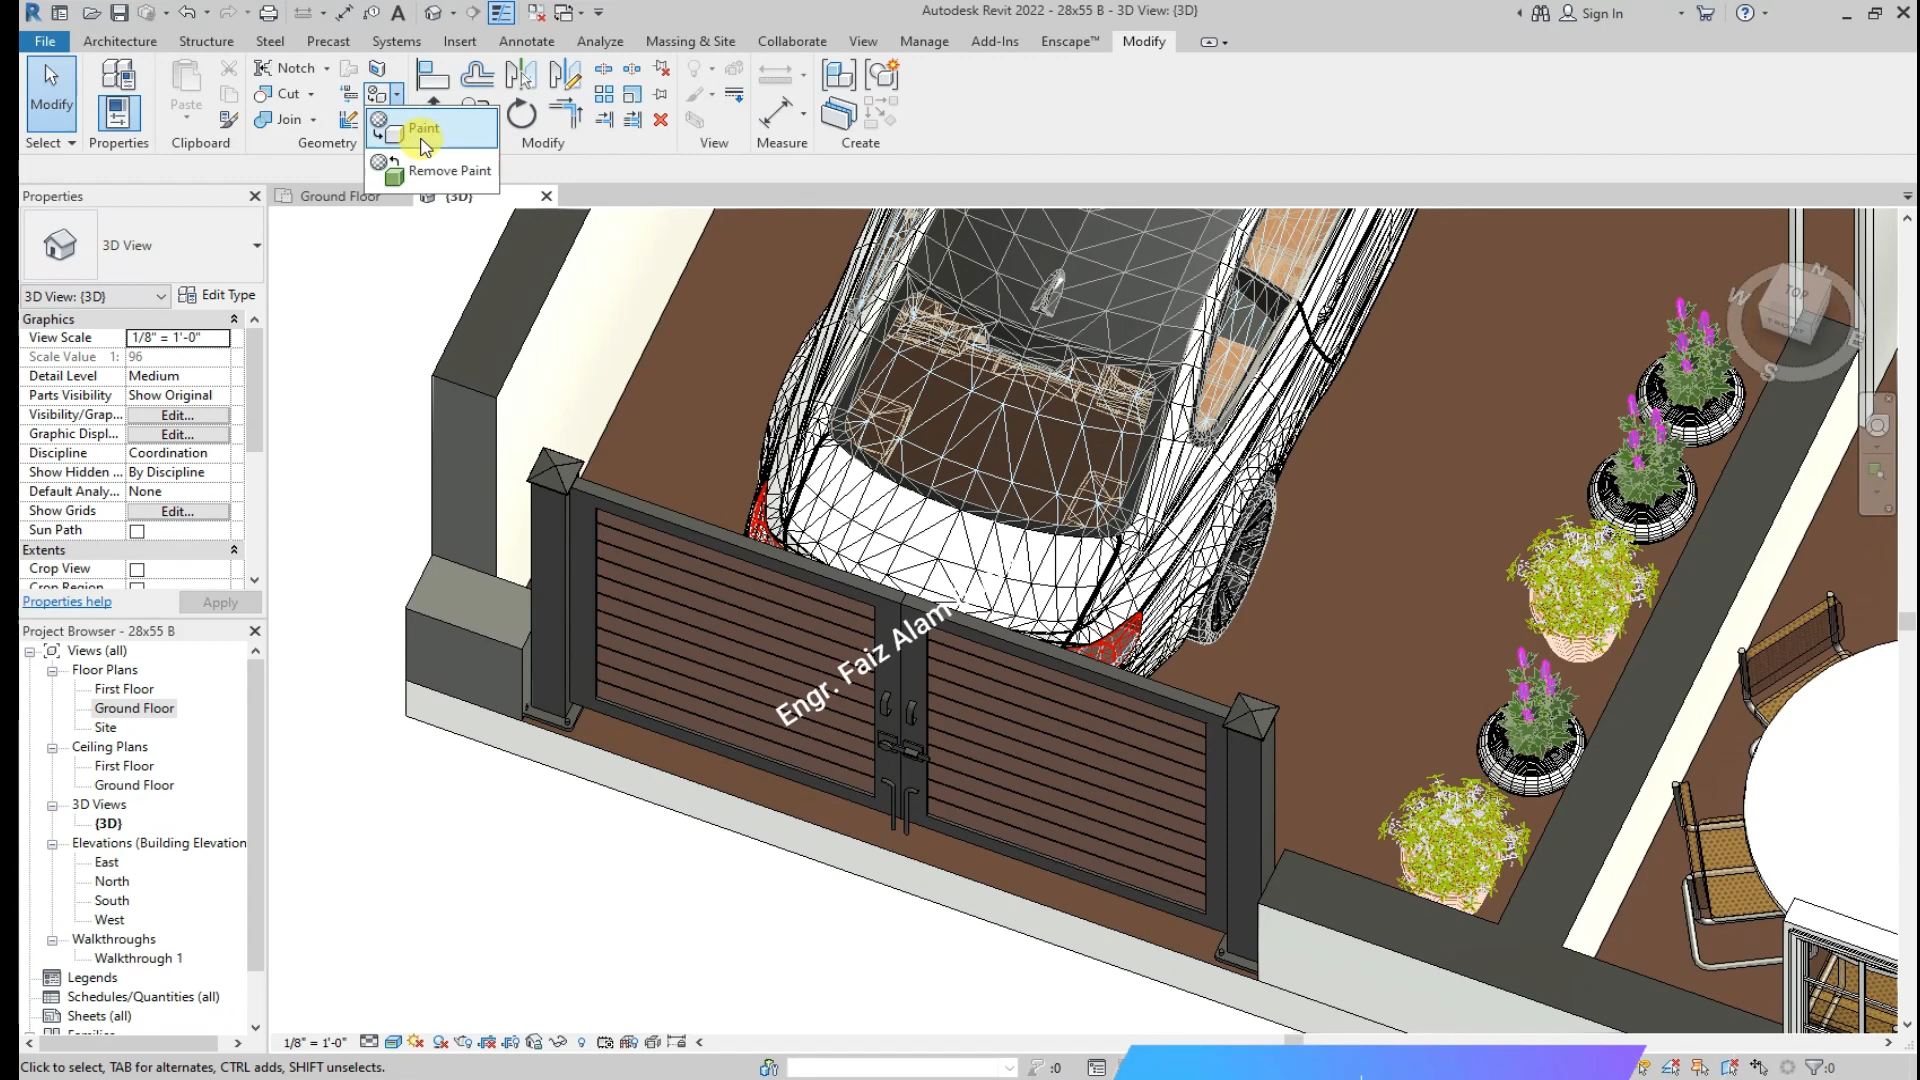 Autodesk Revit 2022 - 28x55 B - 3D View: {3D}
Sign In
File
Architecture
Structure
Steel
Precast
Systems
Insert
Annotate
Analyze
Massing & Site
Collaborate
View
Manage
Add-Ins
Enscape™
Modify
Modify
Properties
Paste
Notch
Cut
Join
Paint
Remove Paint
Select
Properties
Clipboard
Geometry
Modify
View
Measure
Create
Properties
Ground Floor
{3D}
3D View
3D View: {3D}
Edit Type
Graphics
View Scale 1/8" = 1'-0"
Scale Value 1: 96
Detail Level Medium
Parts Visibility Show Original
Visibility/Grap... Edit...
Graphic Displ... Edit...
Discipline Coordination
Show Hidden ... By Discipline
Default Analy... None
Show Grids Edit...
Sun Path
Extents
Crop View
Crop Region
Properties help
Apply
Project Browser - 28x55 B
Views (all)
Floor Plans
First Floor
Ground Floor
Site
Ceiling Plans
First Floor
Ground Floor
3D Views
{3D}
Elevations (Building Elevation
East
North
South
West
Walkthroughs
Walkthrough 1
Legends
Schedules/Quantities (all)
Sheets (all)
Families
TOP
FRONT
N
W
S
E
Engr. Faiz Alam
1/8" = 1'-0"
Click to select, TAB for alternates, CTRL adds, SHIFT unselects.
:0
:0